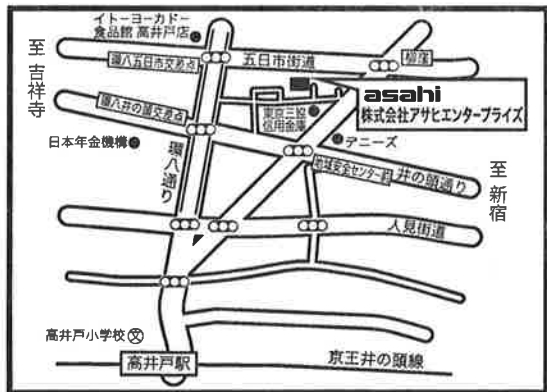 イトーヨーカドー
食品館 高井戸店
至 吉祥寺
環八五日市交差点
五日市街道
柳窪
asahi
株式会社アサヒエンタープライズ
環八井の頭交差点
東京三協
信用金庫
日本年金機構
デニーズ
環八通り
地域安全センター前
井の頭通り
至 新宿
人見街道
高井戸小学校 文
高井戸駅
京王井の頭線